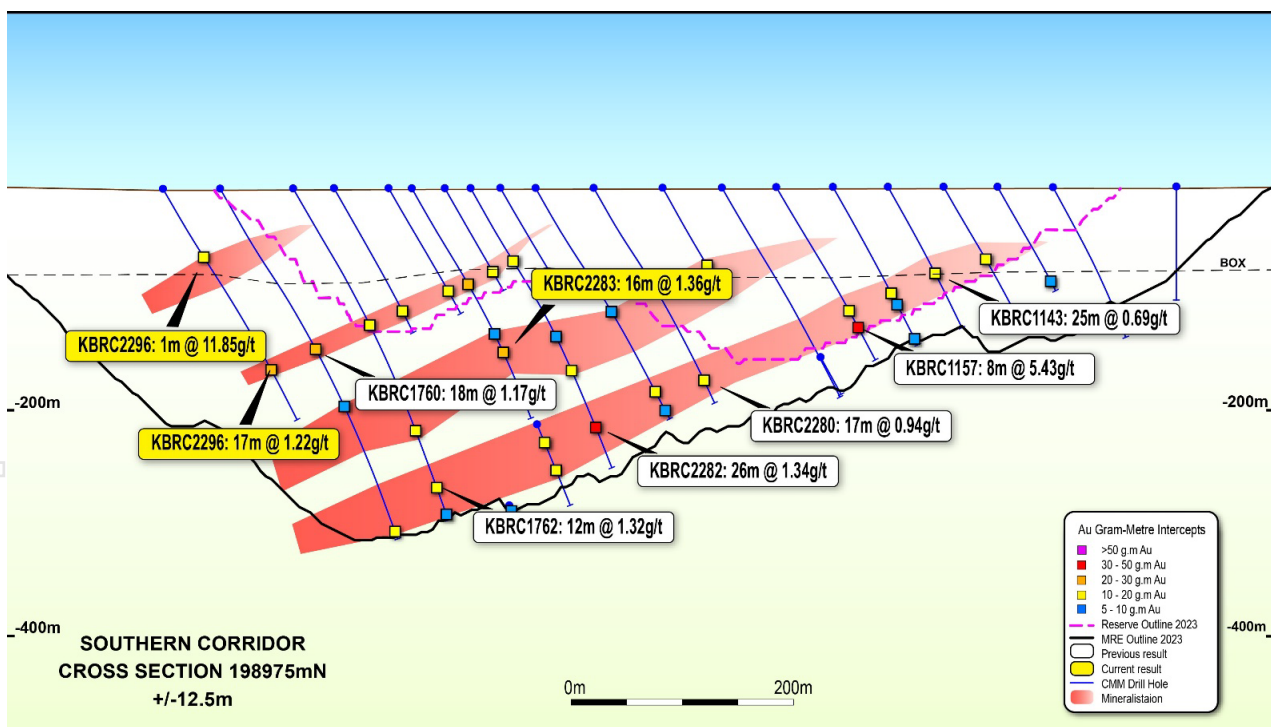 BOX
KBRC2283: 16m @ 1.36g/t
KBRC1143: 25m @ 0.69g/t
KBRC2296: 1m @ 11.85g/t
KBRC1157: 8m @ 5.43g/t
KBRC1760: 18m @ 1.17g/t
-200m
-200m
KBRC2280: 17m @ 0.94g/t
KBRC2296: 17m @ 1.22g/t
KBRC2282: 26m @ 1.34g/t
KBRC1762: 12m @ 1.32g/t
Au Gram-Metre Intercepts
>50 g.m Au
30 - 50 g.m Au
20 - 30 g.m Au
10 - 20 g.m Au
5 - 10 g.m Au
Reserve Outline 2023
MRE Outline 2023
Previous result
Current result
CMM Drill Hole
Mineralistaion
-400m
-400m
SOUTHERN CORRIDOR
CROSS SECTION 198975mN
+/-12.5m
0m
200m